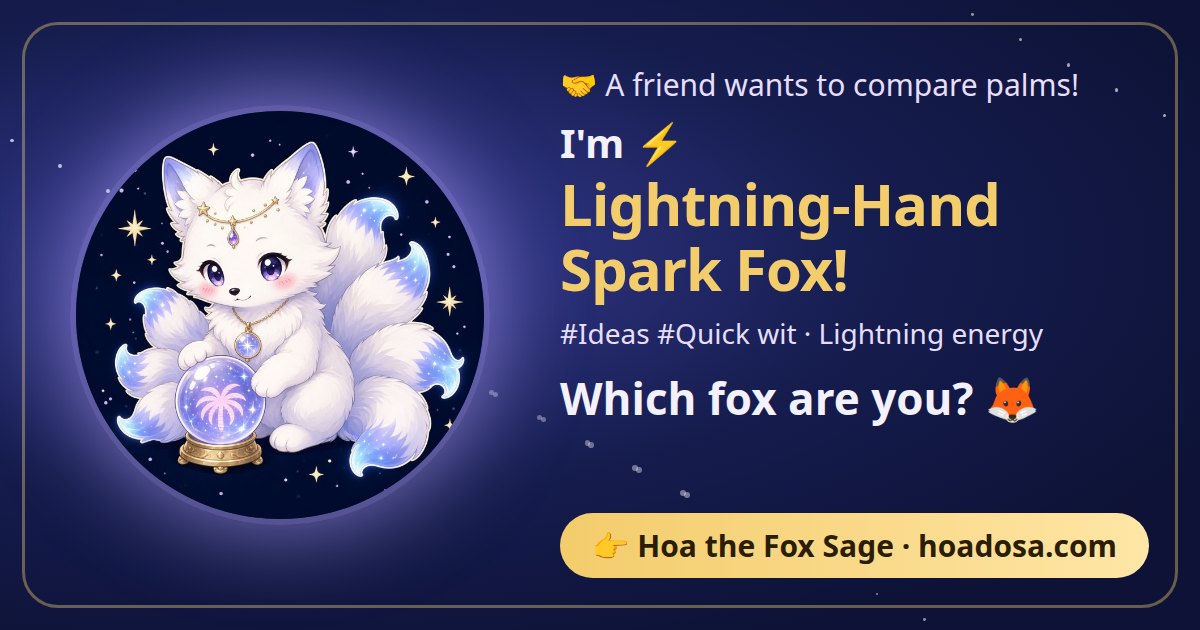 🤝 A friend wants to compare palms!
I'm ⚡
Lightning-Hand
Spark Fox!
#Ideas #Quick wit · Lightning energy
Which fox are you? 🦊
👉 Hoa the Fox Sage · hoadosa.com